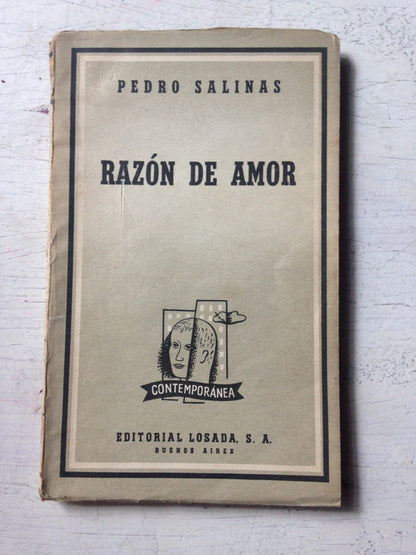 PEDRO SALINAS
RAZÓN DE AMOR
CONTEMPORÁNEA
EDITORIAL LOSADA, S. A.
BUENOS AIRES